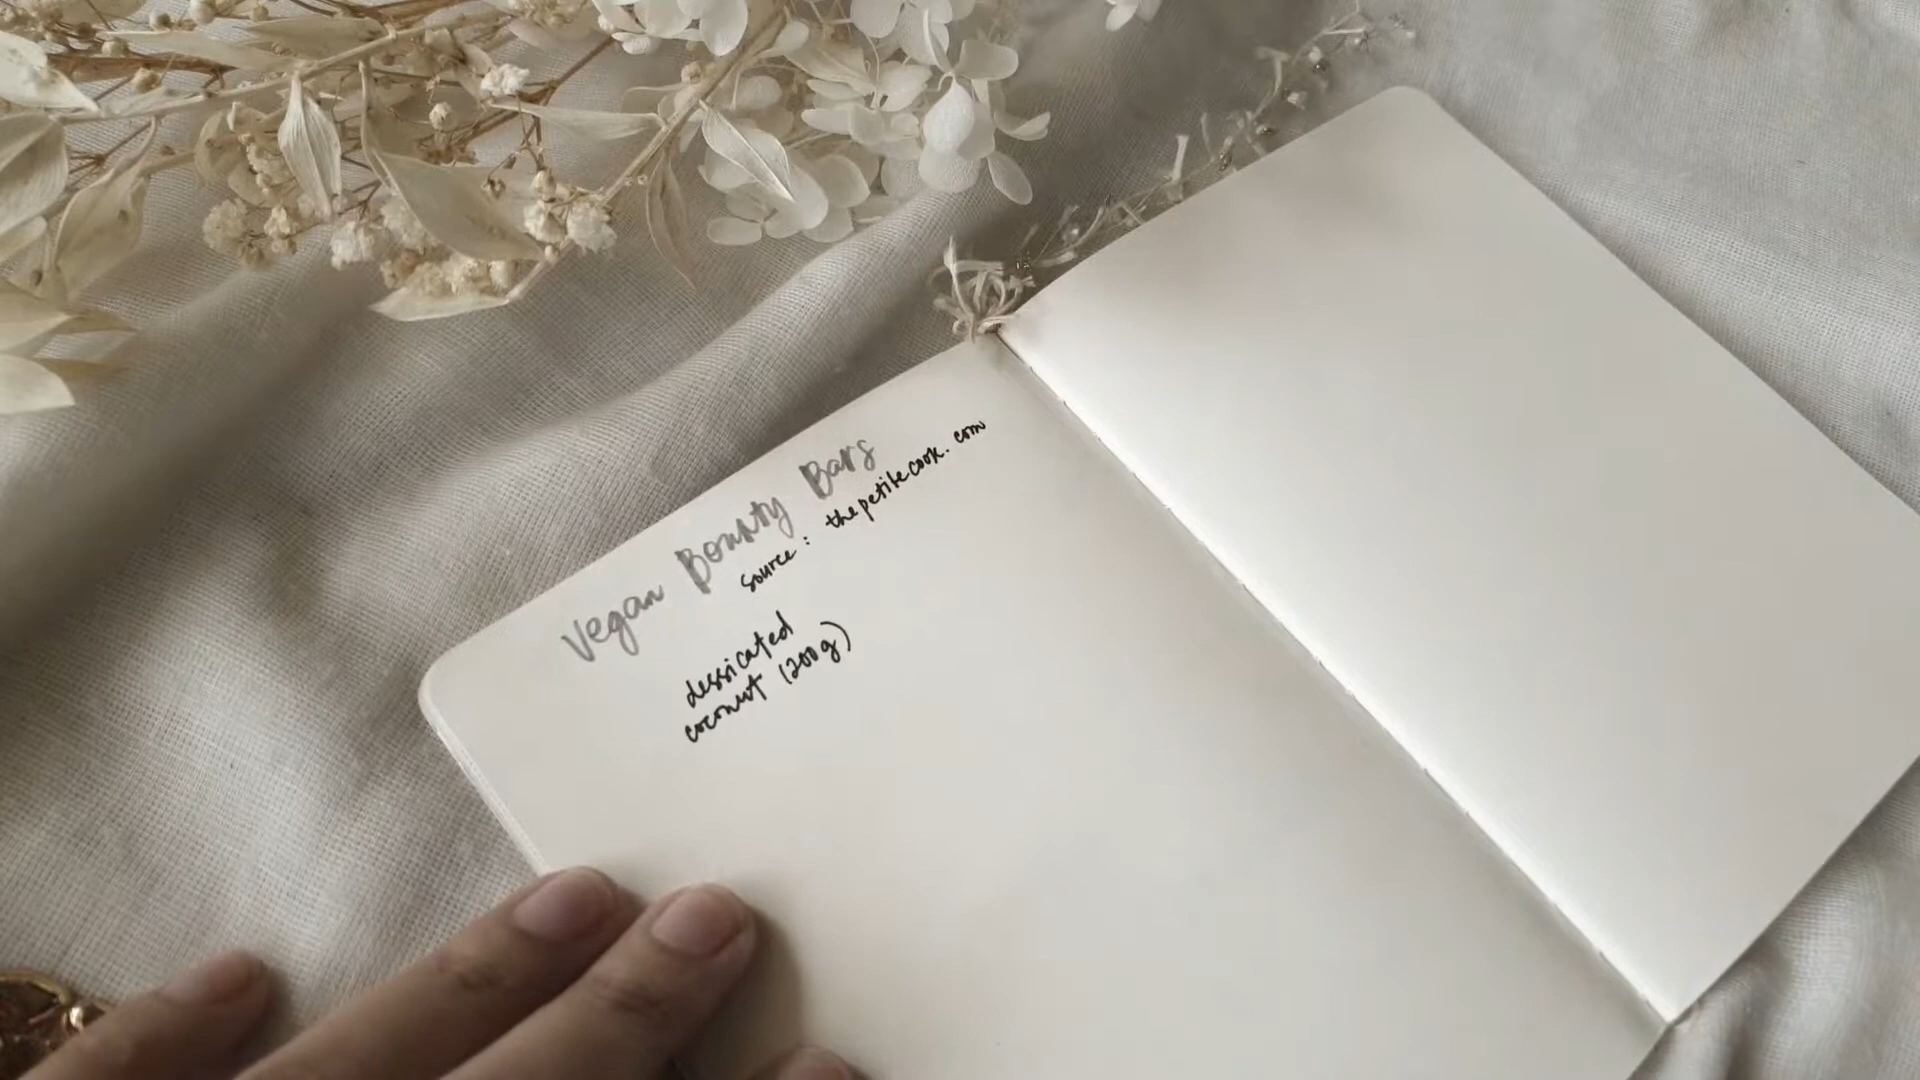 Vegan Bounty Bars
source: thepetitecook.com
dessicated
coconut (200g)